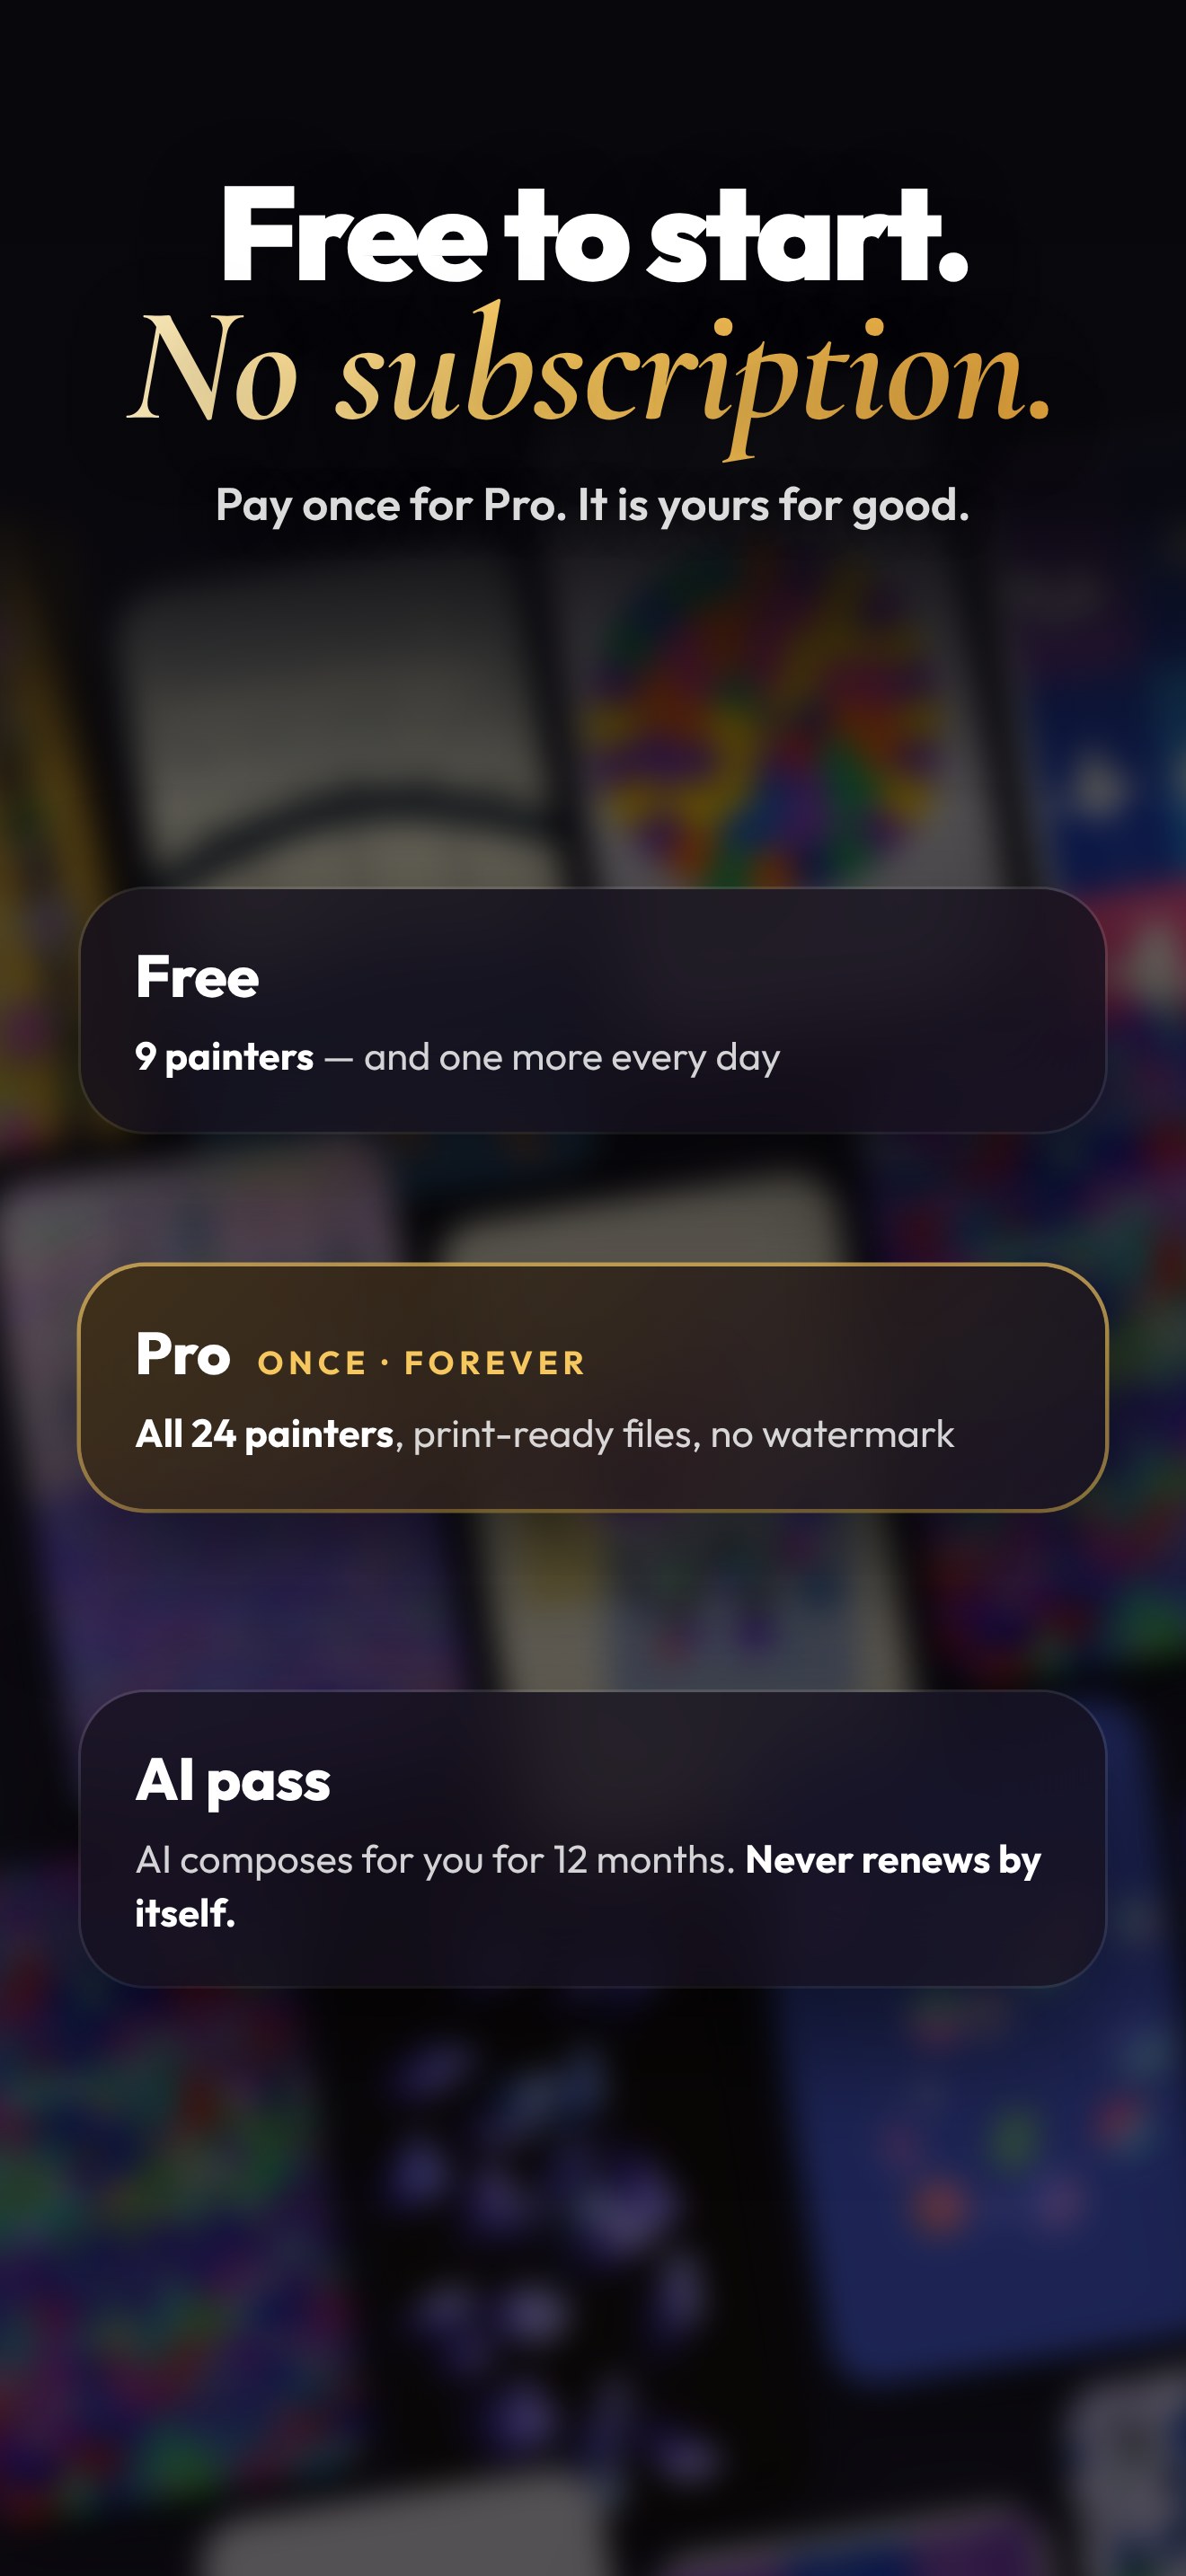 Free to start.
No subscription.
Pay once for Pro. It is yours for good.
Free
9 painters — and one more every day
Pro ONCE · FOREVER
All 24 painters, print-ready files, no watermark
AI pass
AI composes for you for 12 months. Never renews by
itself.